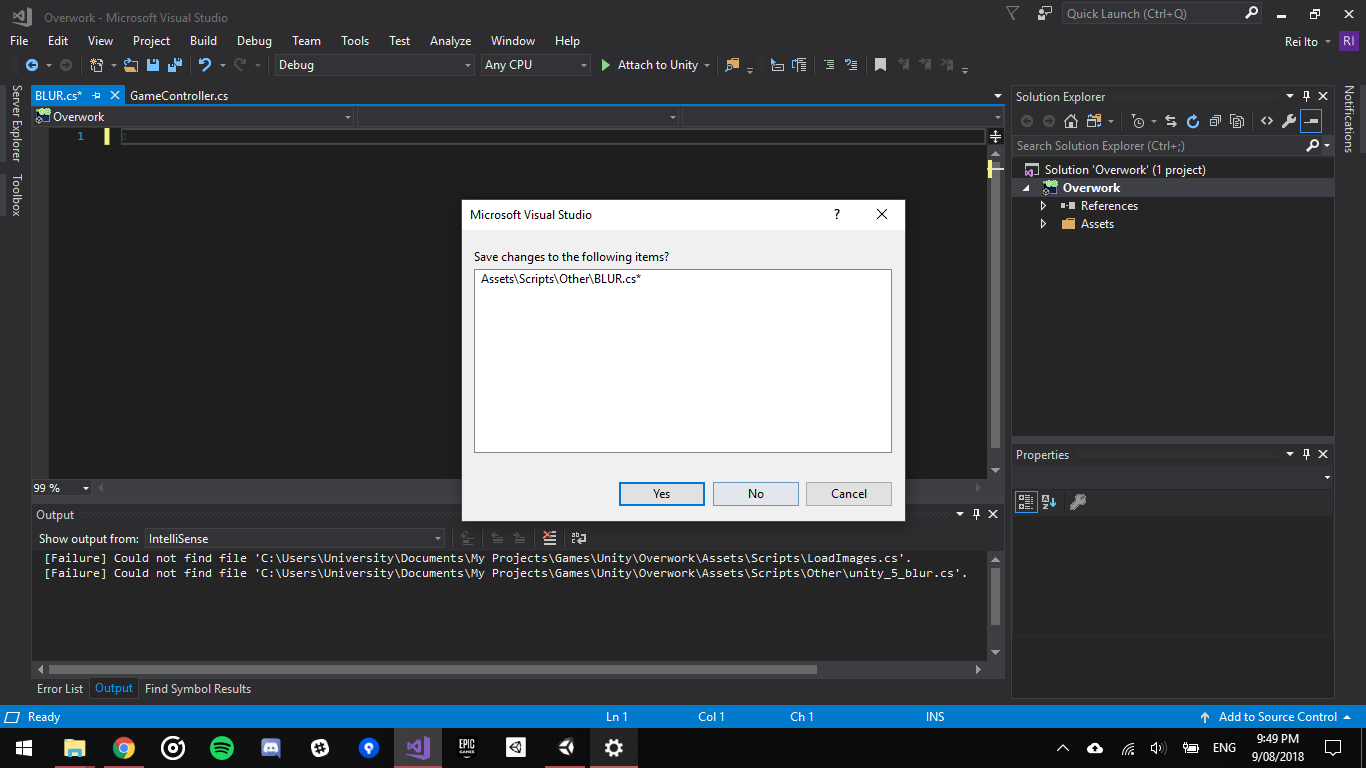 Overwork - Microsoft Visual Studio
Quick Launch (Ctrl+Q)
File Edit View Project Build Debug Team Tools Test Analyze Window Help
Rei Ito RI
Debug Any CPU Attach to Unity
Server Explorer
Toolbox
BLUR.cs* GameController.cs
Overwork
1
Microsoft Visual Studio ?
Save changes to the following items?
Assets\Scripts\Other\BLUR.cs*
Yes No Cancel
99 %
Output
Show output from: IntelliSense
[Failure] Could not find file 'C:\Users\University\Documents\My Projects\Games\Unity\Overwork\Assets\Scripts\LoadImages.cs'.
[Failure] Could not find file 'C:\Users\University\Documents\My Projects\Games\Unity\Overwork\Assets\Scripts\Other\unity_5_blur.cs'.
Error List Output Find Symbol Results
Solution Explorer
Search Solution Explorer (Ctrl+;)
Solution 'Overwork' (1 project)
Overwork
References
Assets
Properties
Notifications
Ready Ln 1 Col 1 Ch 1 INS Add to Source Control
EPIC GAMES
ENG
9:49 PM
9/08/2018